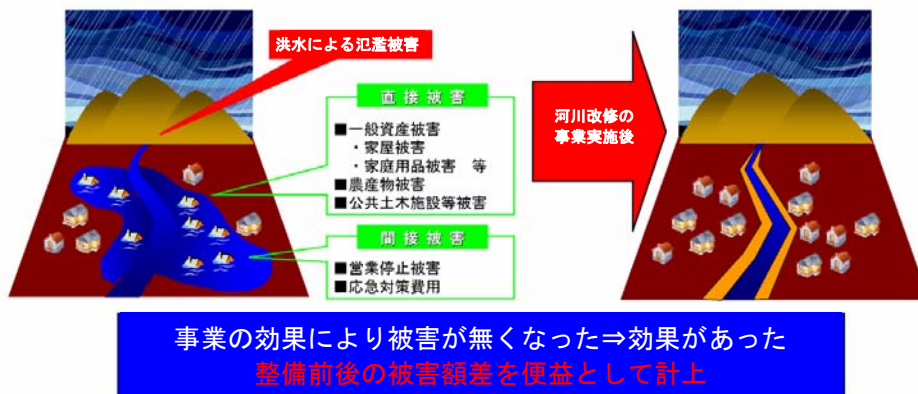 洪水による氾濫被害
直接被害
■一般資産被害
・家屋被害
・家庭用品被害　等
■農産物被害
■公共土木施設等被害
間接被害
■営業停止被害
■応急対策費用
河川改修の
事業実施後
事業の効果により被害が無くなった⇒効果があった
整備前後の被害額差を便益として計上